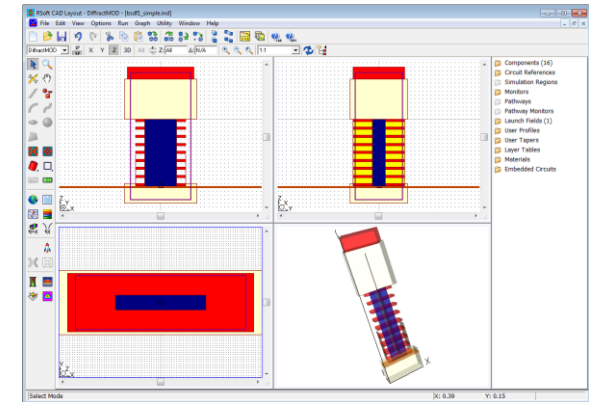 RSoft CAD Layout - DiffractMOD - [bcdf1_simple.ind]
File Edit View Options Run Graph Utility Window Help
DiffractMOD X Y Z 3D All Z: All Δ: N/A 1:1
Components (16)
Circuit References
Simulation Regions
Monitors
Pathways
Pathway Monitors
Launch Fields (1)
User Profiles
User Tapers
Layer Tables
Materials
Embedded Circuits
Z X
Z Y
Y X
X
Select Mode X: 0.39 Y: 0.15